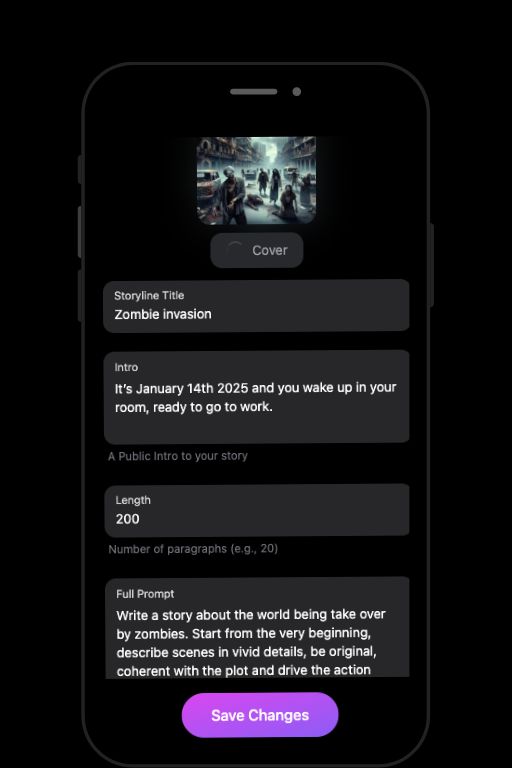 Cover
Storyline Title
Zombie invasion
Intro
It's January 14th 2025 and you wake up in your
room, ready to go to work.
A Public Intro to your story
Length
200
Number of paragraphs (e.g., 20)
Full Prompt
Write a story about the world being take over
by zombies. Start from the very beginning,
describe scenes in vivid details, be original,
coherent with the plot and drive the action
Save Changes